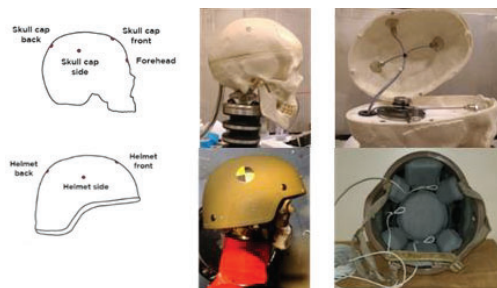 Skull cap
back
Skull cap
front
Skull cap
side
Forehead
Helmet
back
Helmet
front
Helmet side